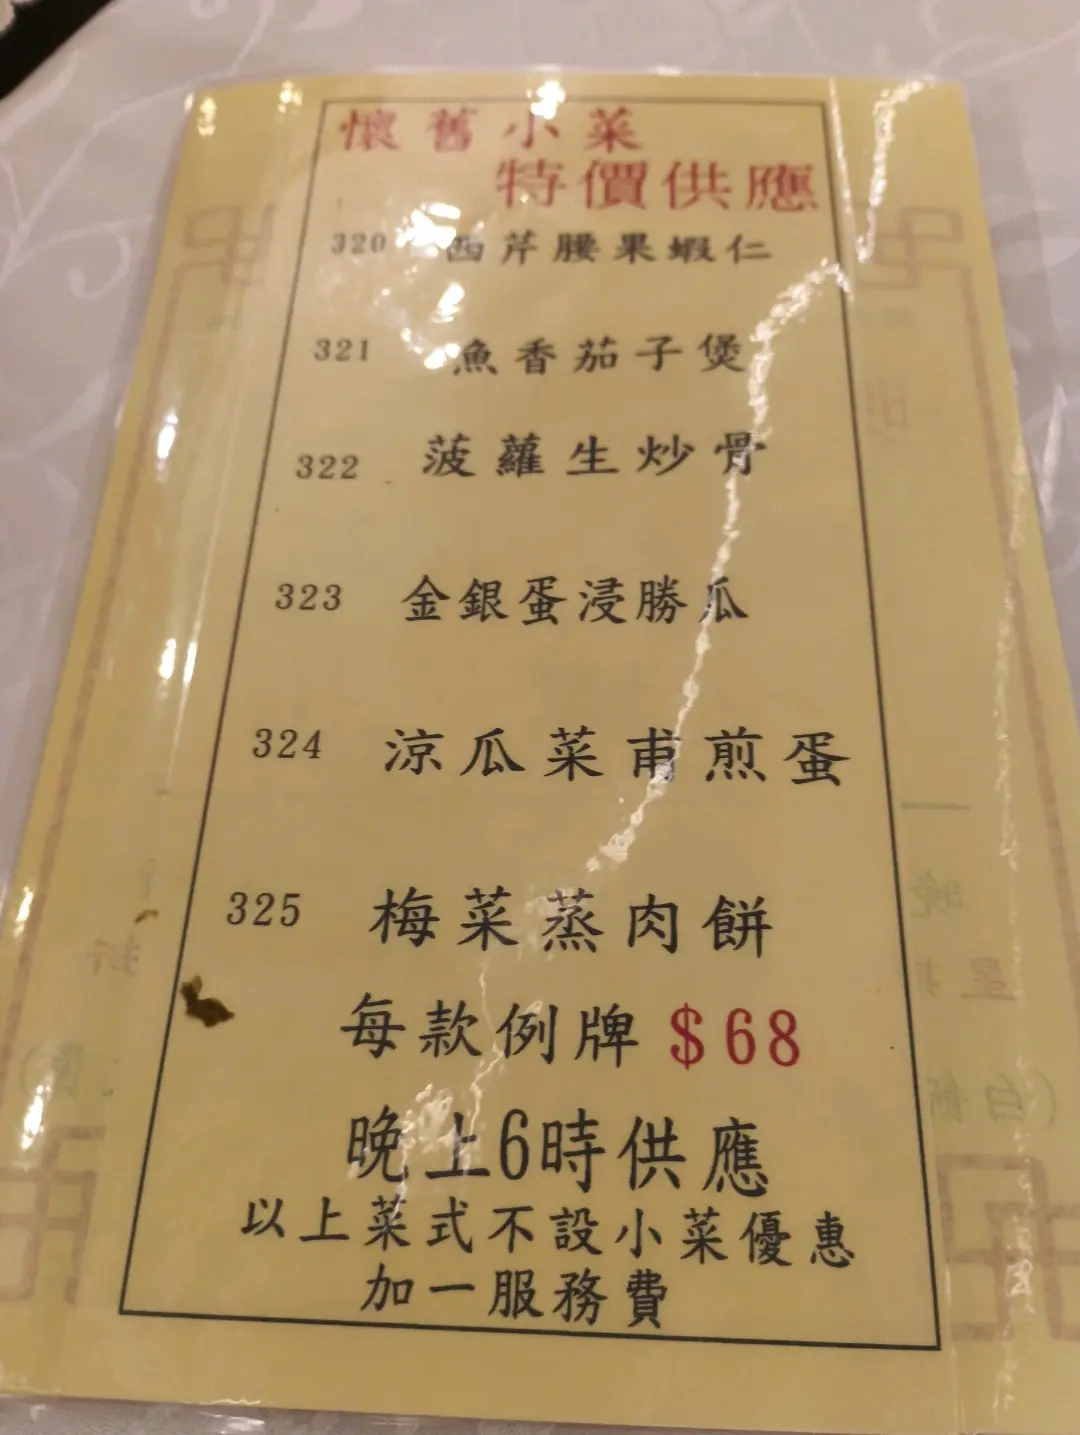 懷舊小菜
特價供應
320 西芹腰果蝦仁
321 魚香茄子煲
322 菠蘿生炒骨
323 金銀蛋浸勝瓜
324 涼瓜菜甫煎蛋
325 梅菜蒸肉餅
每款例牌 $68
晚上6時供應
以上菜式不設小菜優惠
加一服務費